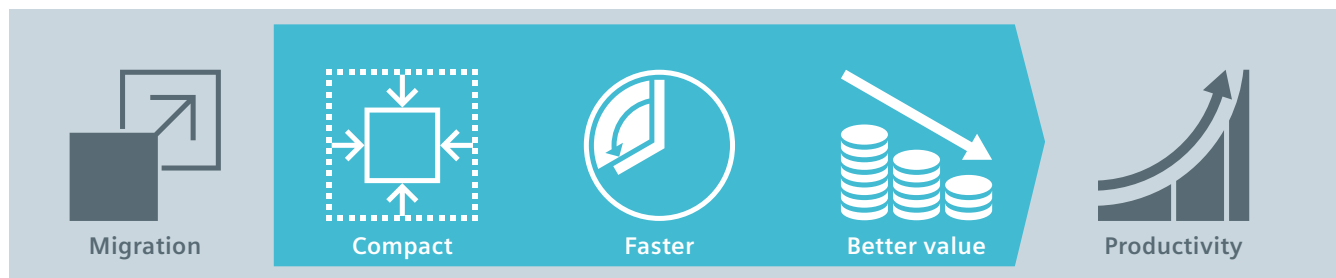 Migration
Compact
Faster
Better value
Productivity